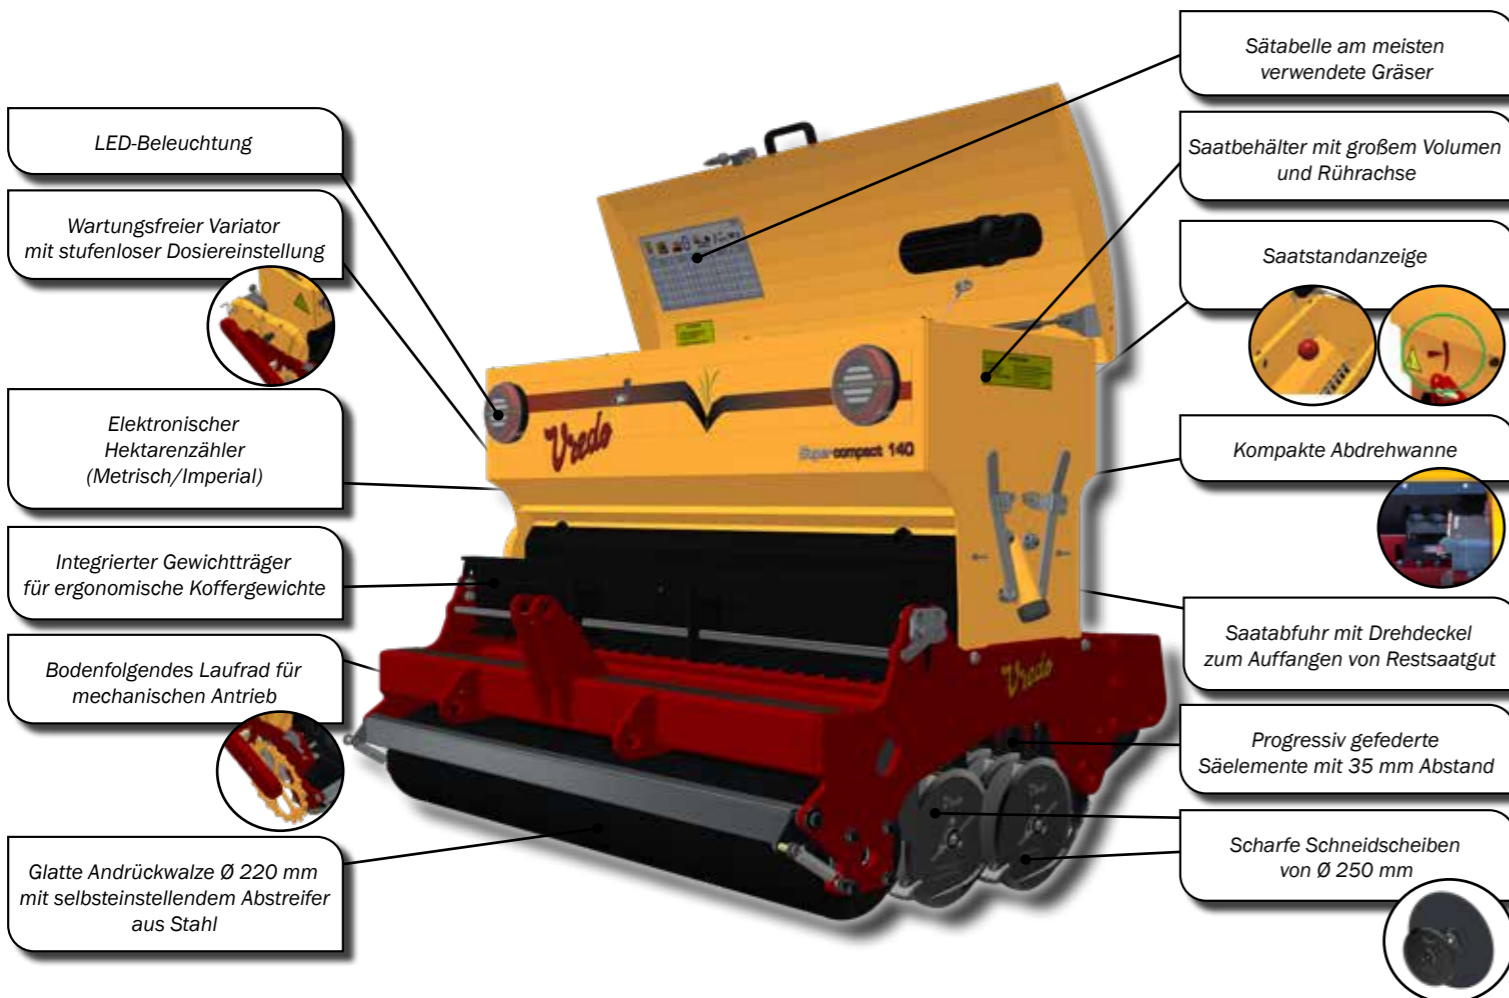 LED-Beleuchtung
Wartungsfreier Variator
mit stufenloser Dosiereinstellung
Elektronischer
Hektarenzähler
(Metrisch/Imperial)
Integrierter Gewichtträger
für ergonomische Koffergewichte
Bodenfolgendes Laufrad für
mechanischen Antrieb
Glatte Andrückwalze Ø 220 mm
mit selbsteinstellendem Abstreifer
aus Stahl
Vredo
Supercompact 140
Vredo
Sätabelle am meisten
verwendete Gräser
Saatbehälter mit großem Volumen
und Rührachse
Saatstandanzeige
Kompakte Abdrehwanne
Saatabfuhr mit Drehdeckel
zum Auffangen von Restsaatgut
Progressiv gefederte
Säelemente mit 35 mm Abstand
Scharfe Schneidscheiben
von Ø 250 mm